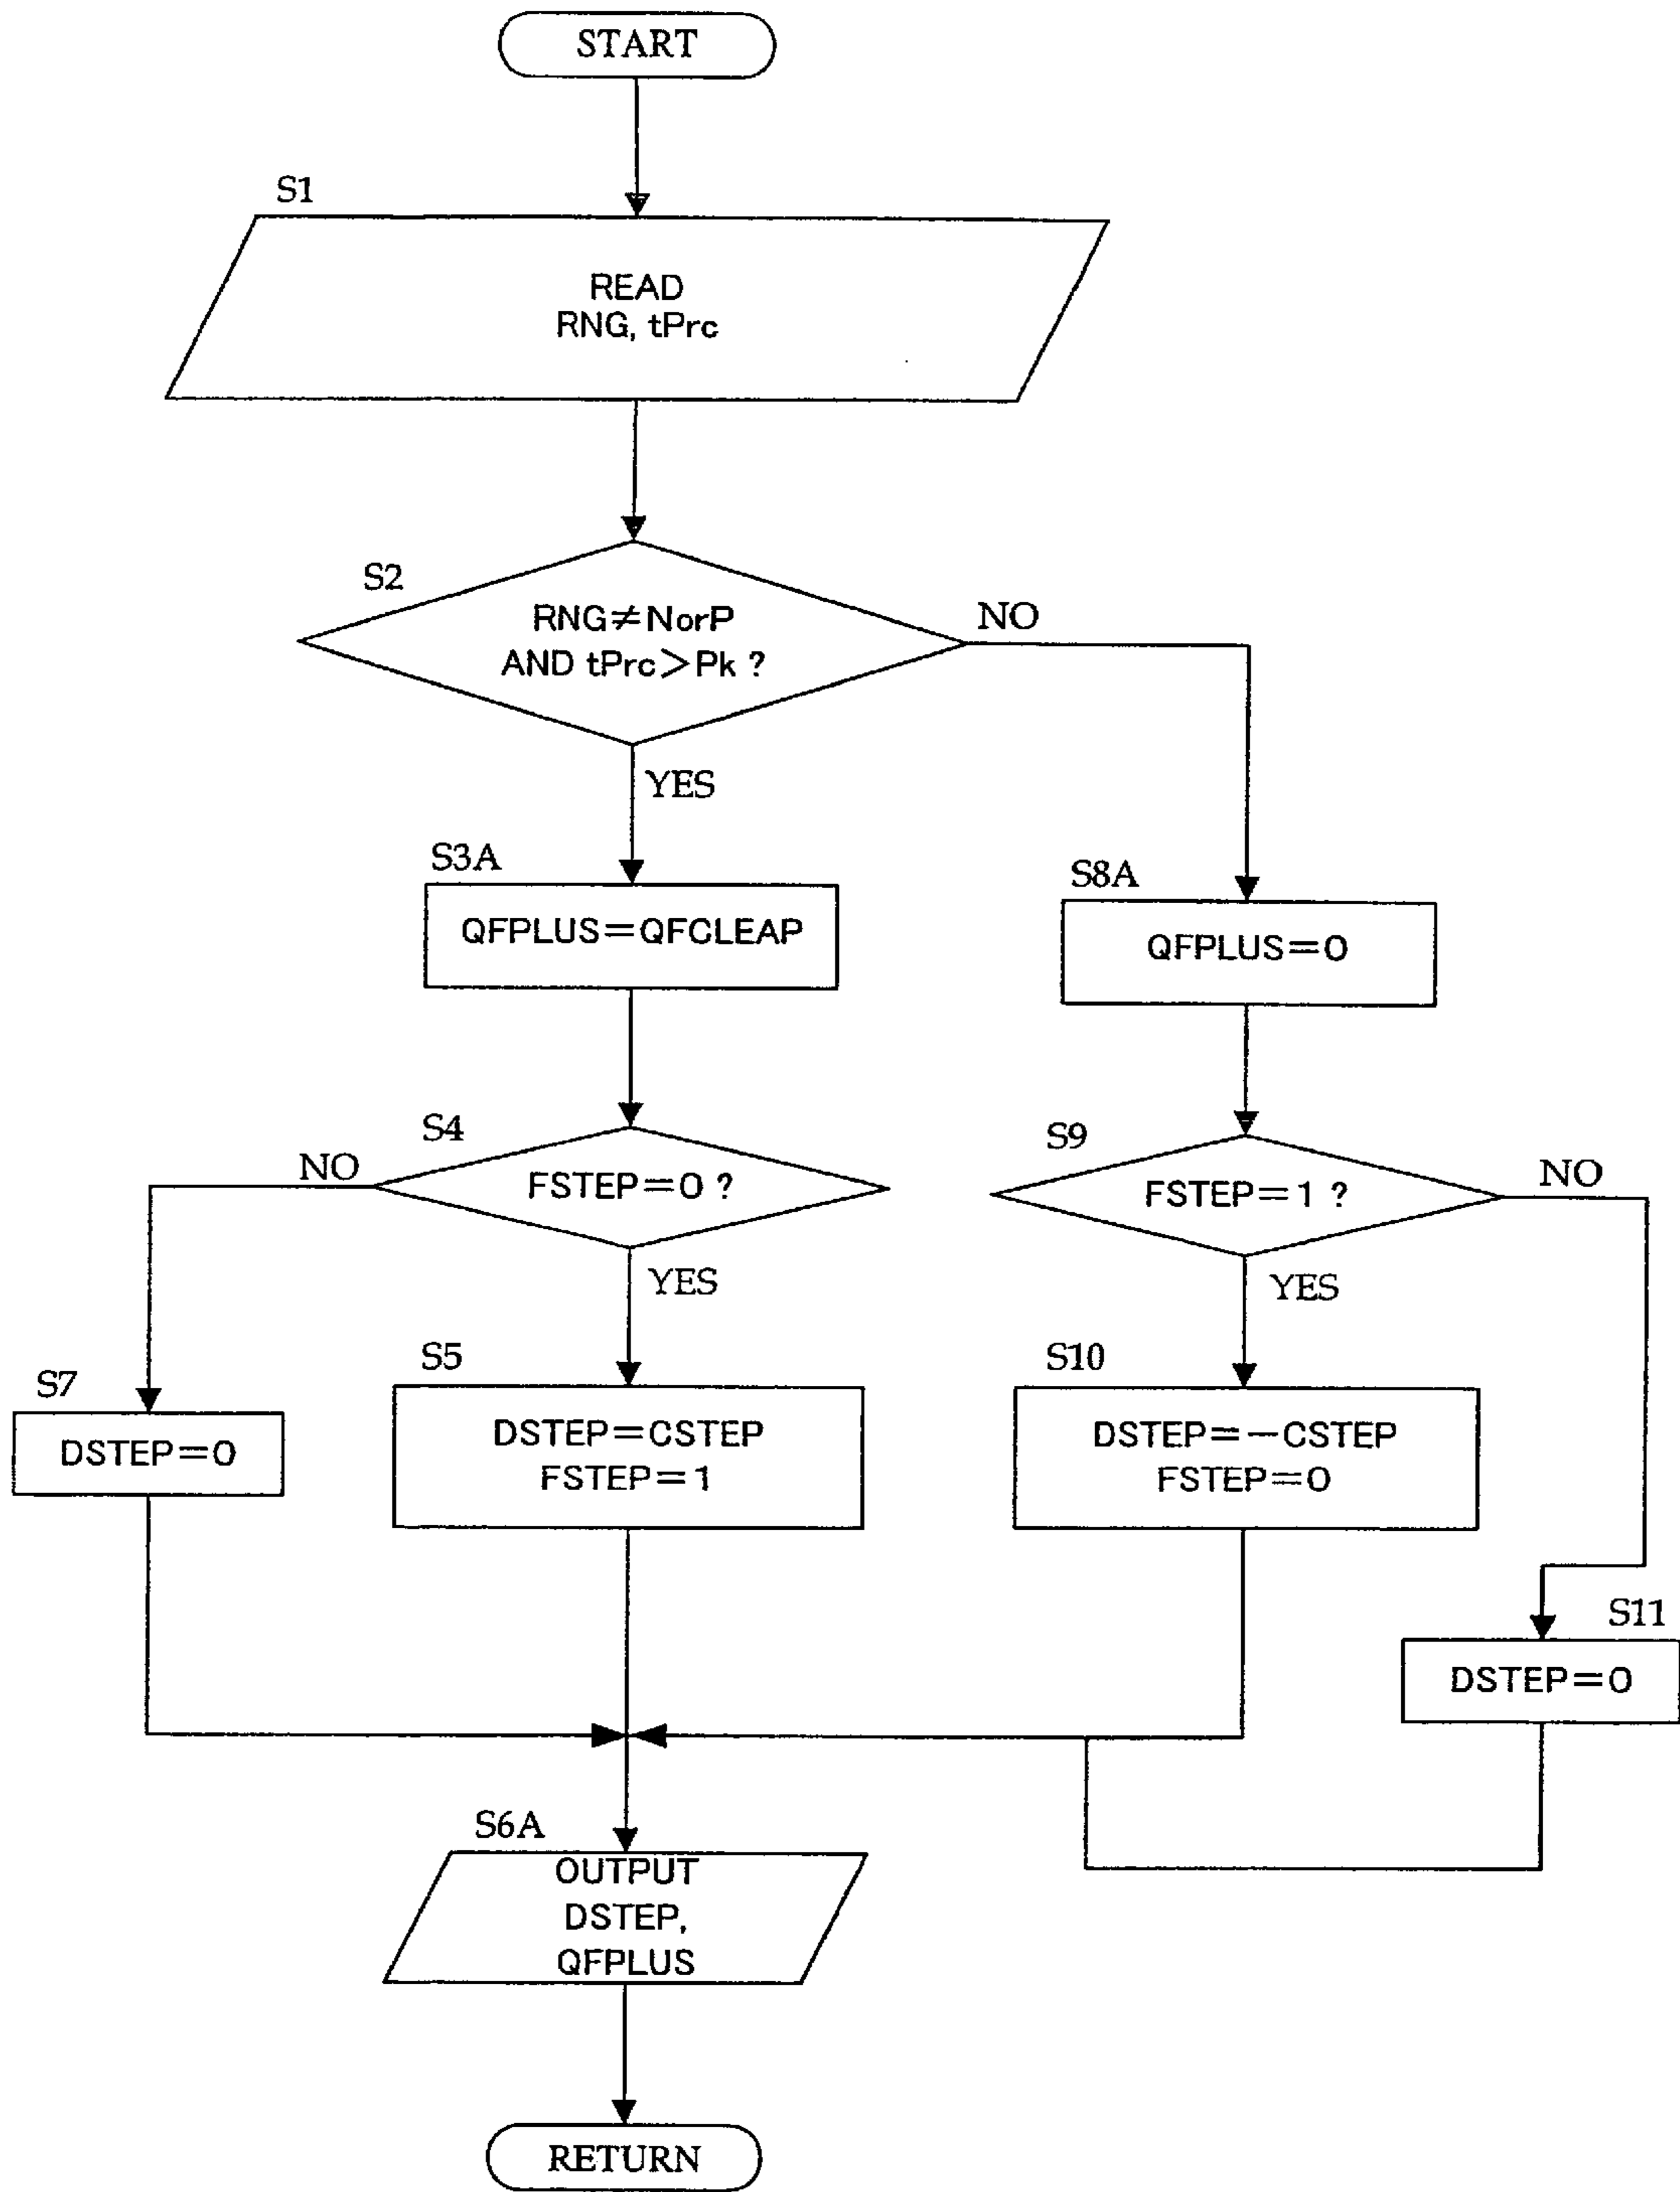 START
S1
READ
RNG, tPrc
S2
RNG≠NorP
AND tPrc>Pk ?
NO
YES
S3A
QFPLUS=QFCLEAP
S8A
QFPLUS=0
S4
FSTEP=0 ?
NO
YES
S9
FSTEP=1 ?
NO
YES
S7
DSTEP=0
S5
DSTEP=CSTEP
FSTEP=1
S10
DSTEP=-CSTEP
FSTEP=0
S11
DSTEP=0
S6A
OUTPUT
DSTEP,
QFPLUS
RETURN